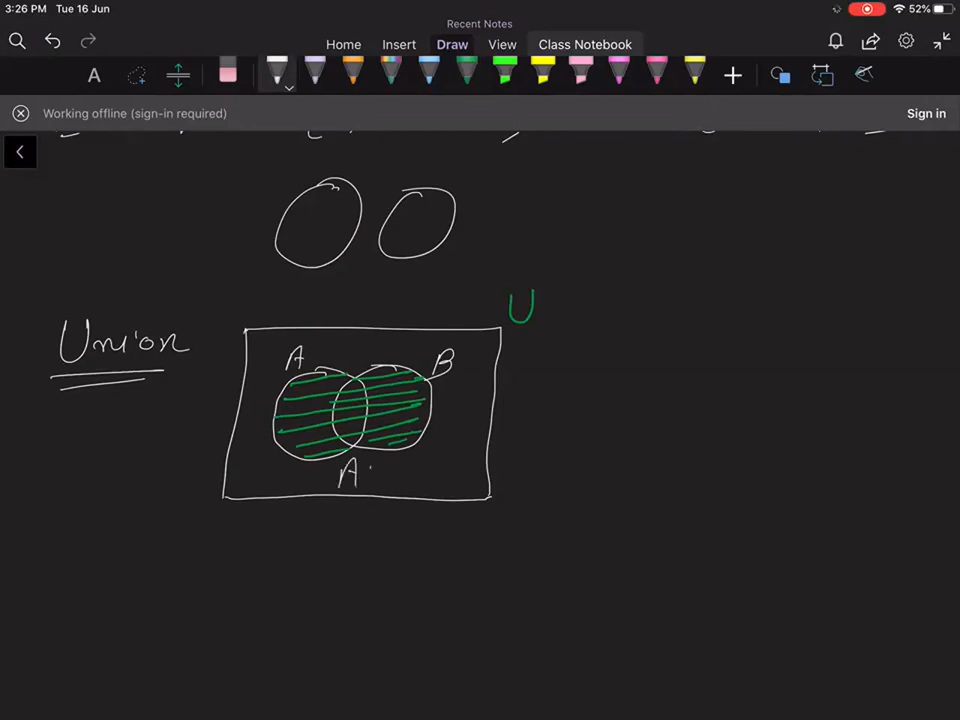 3:26 PM Tue 16 Jun
52%
Recent Notes
Home Insert Draw View Class Notebook
A
Working offline (sign-in required) Sign in
U
Union
A B
A